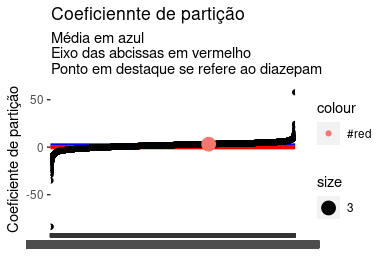 Coeficiennte de partição
Média em azul
Eixo das abcissas em vermelho
Ponto em destaque se refere ao diazepam
Coeficiente de partição
50
0
-50
colour
#red
size
3